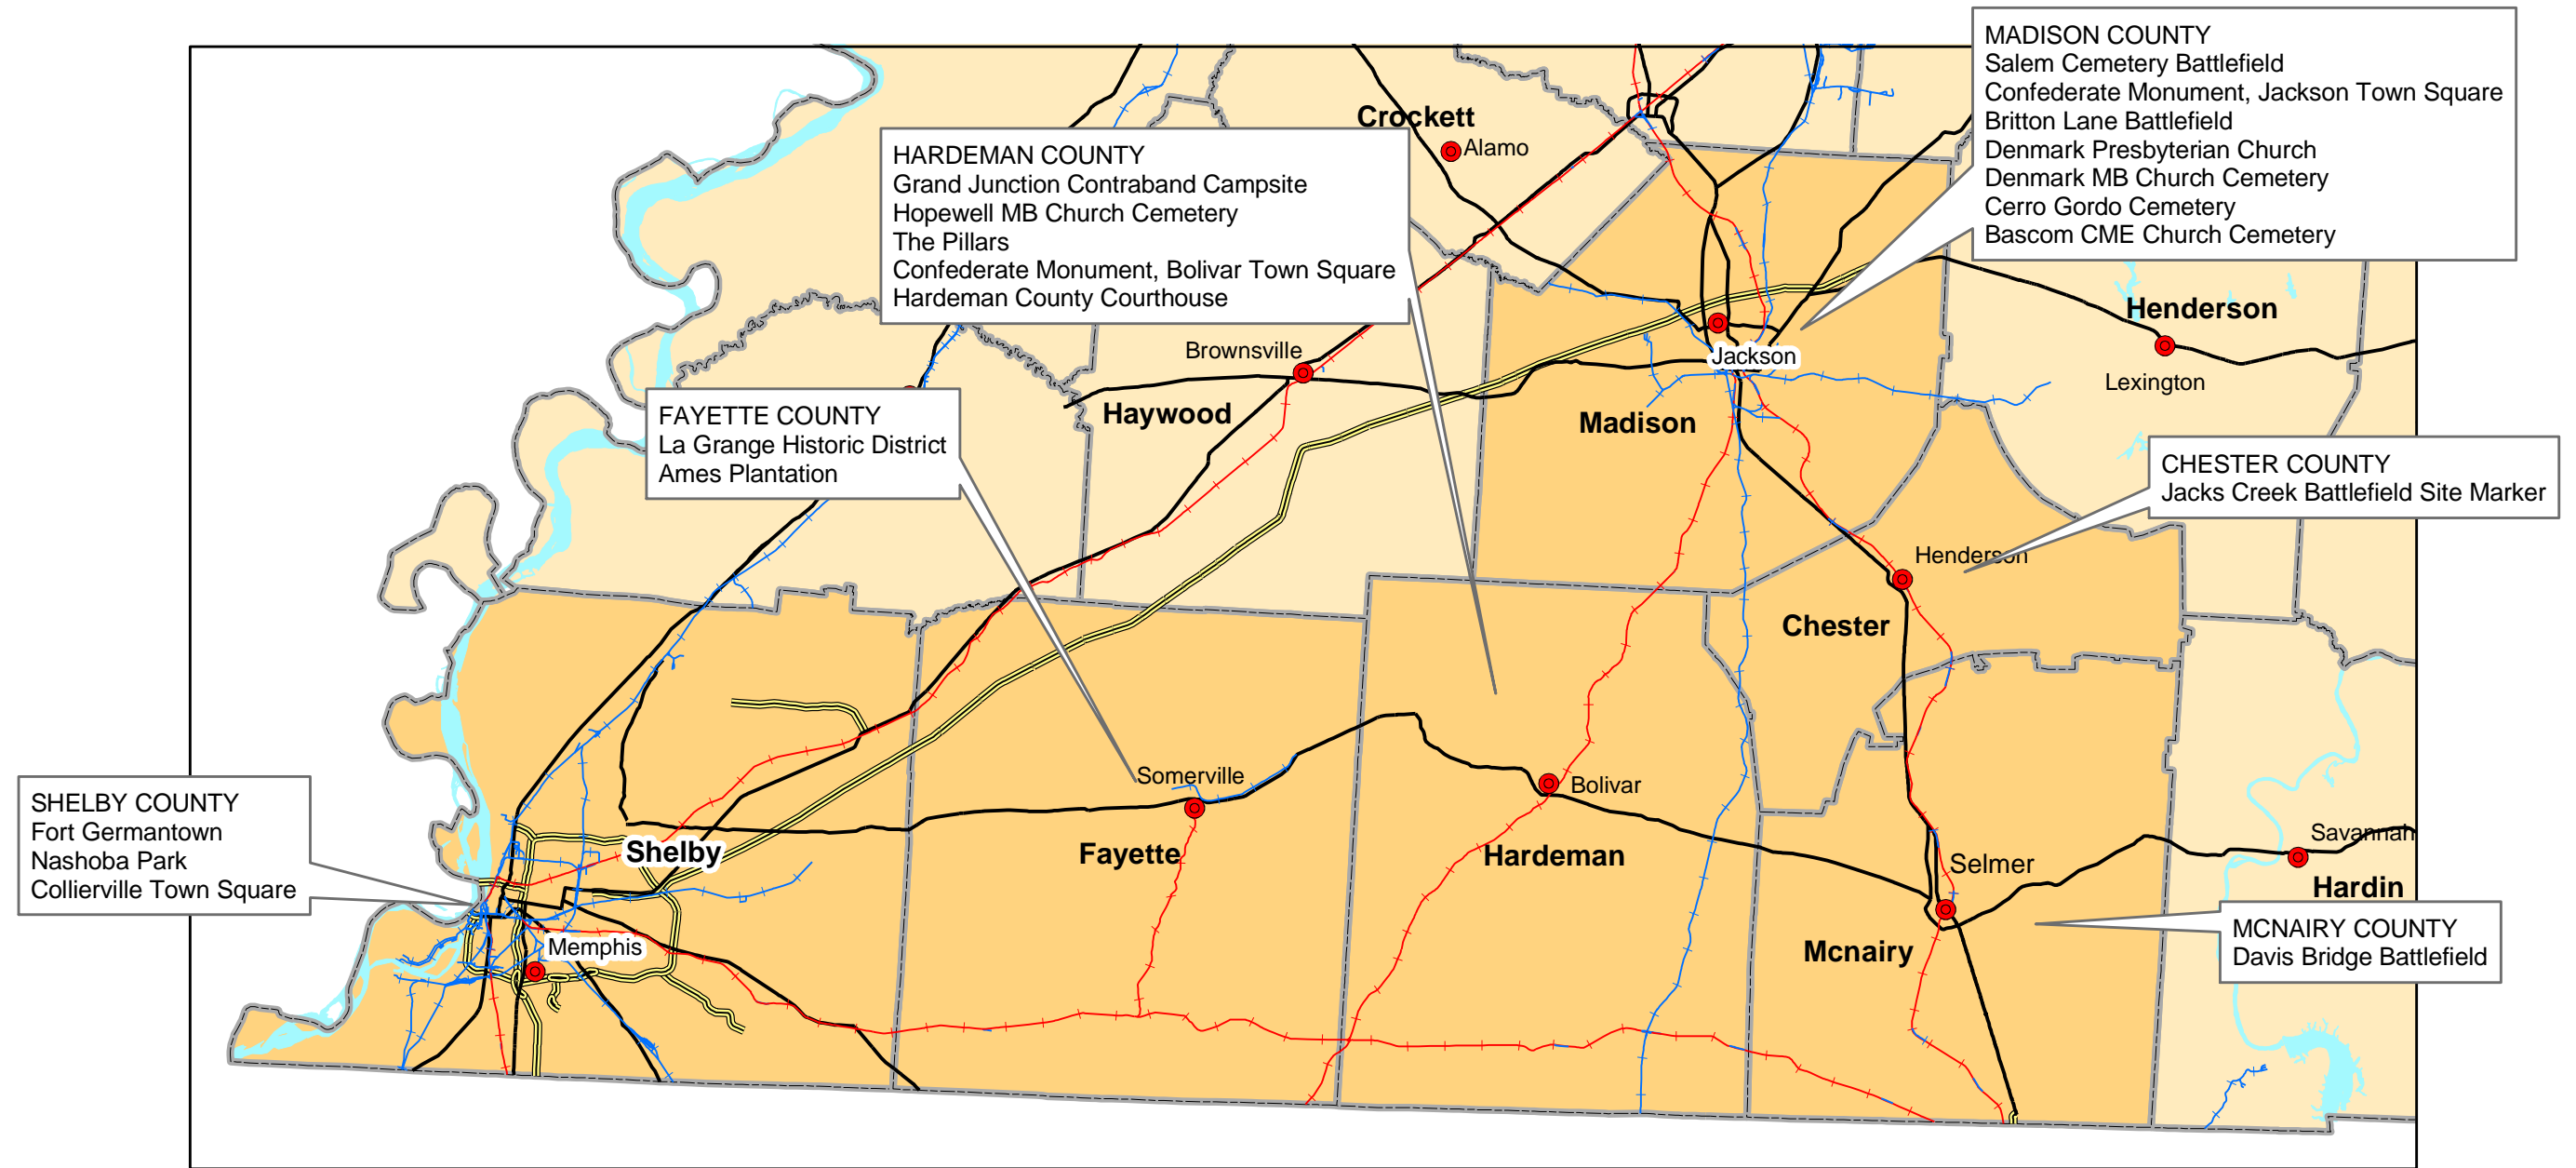 MADISON COUNTY
Salem Cemetery Battlefield
Confederate Monument, Jackson Town Square
Britton Lane Battlefield
Denmark Presbyterian Church
Denmark MB Church Cemetery
Cerro Gordo Cemetery
Bascom CME Church Cemetery
Crockett
Alamo
HARDEMAN COUNTY
Grand Junction Contraband Campsite
Hopewell MB Church Cemetery
The Pillars
Confederate Monument, Bolivar Town Square
Hardeman County Courthouse
Henderson
Brownsville
Jackson
Lexington
Haywood
Madison
FAYETTE COUNTY
La Grange Historic District
Ames Plantation
CHESTER COUNTY
Jacks Creek Battlefield Site Marker
Henderson
Chester
Somerville
Bolivar
SHELBY COUNTY
Fort Germantown
Nashoba Park
Collierville Town Square
Shelby
Fayette
Hardeman
Selmer
Savannah
Hardin
Memphis
Mcnairy
MCNAIRY COUNTY
Davis Bridge Battlefield